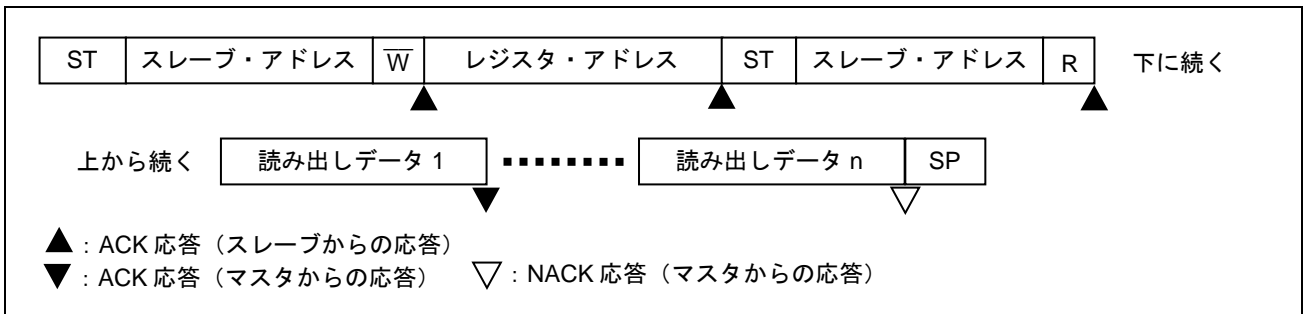 ST スレーブ・アドレス W レジスタ・アドレス ST スレーブ・アドレス R 下に続く
上から続く 読み出しデータ 1 ▪▪▪▪▪▪▪▪ 読み出しデータ n SP
▲：ACK 応答（スレーブからの応答）
▼：ACK 応答（マスタからの応答） ▽：NACK 応答（マスタからの応答）